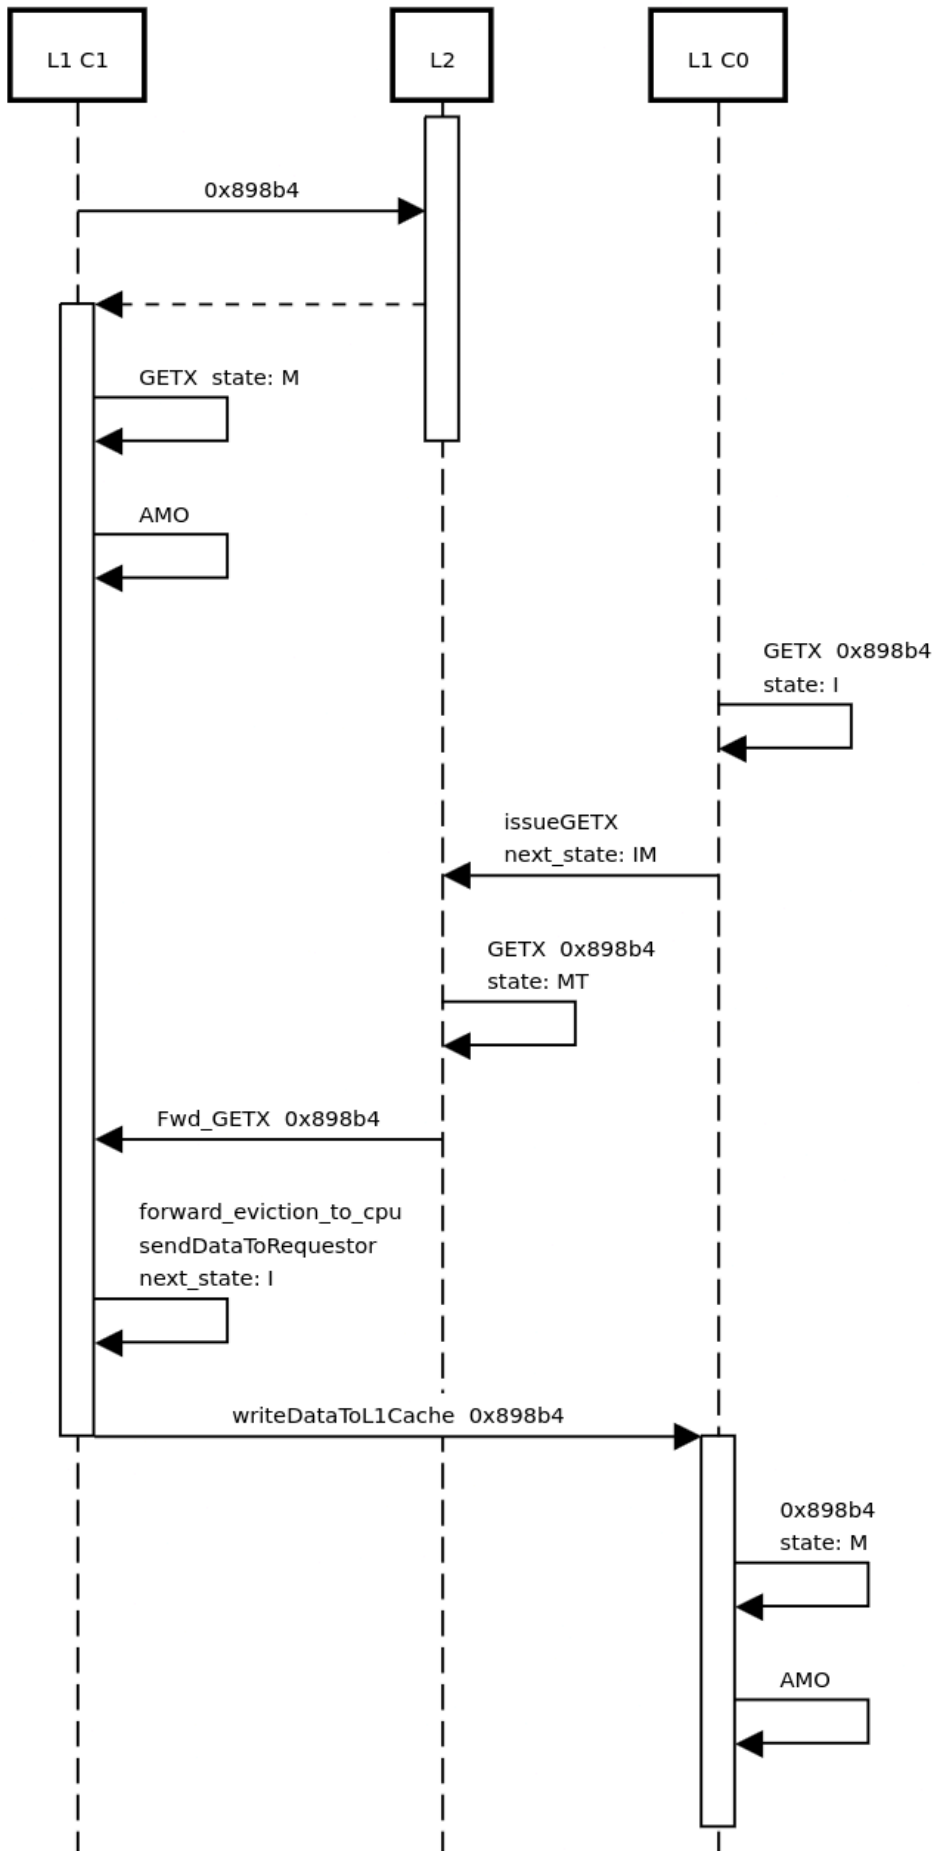 L1 C1
L2
L1 C0
0x898b4
GETX  state: M
AMO
GETX  0x898b4
state: I
issueGETX
next_state: IM
GETX  0x898b4
state: MT
Fwd_GETX  0x898b4
forward_eviction_to_cpu
sendDataToRequestor
next_state: I
writeDataToL1Cache  0x898b4
0x898b4
state: M
AMO